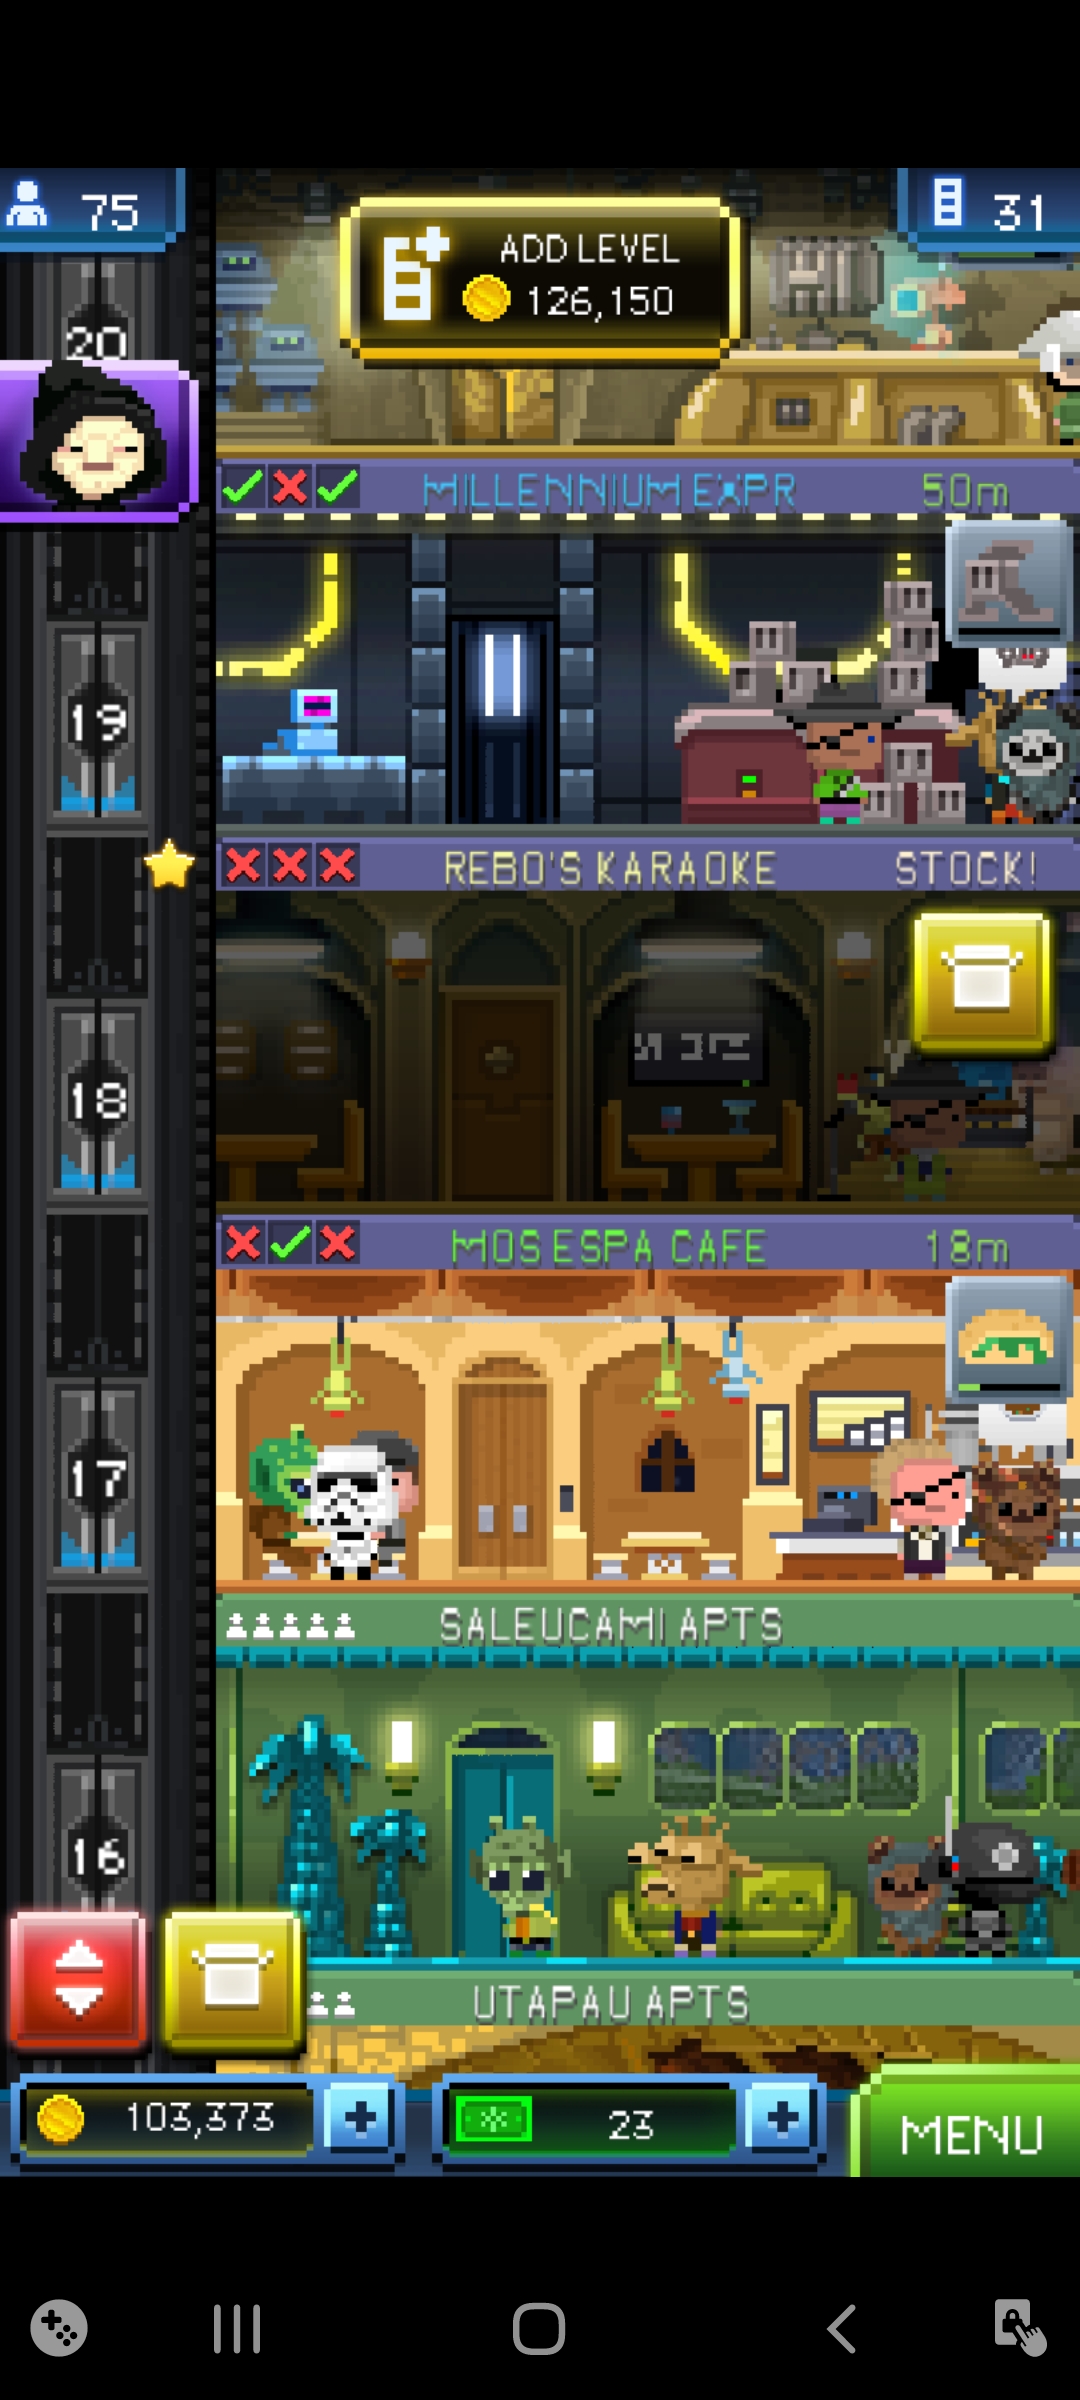 75
ADD LEVEL
126,150
31
20
MILLENNIUM EXPR
50m
19
REBO'S KARAOKE
STOCK!
18
MOS ESPA CAFE
18m
17
SALEUCAMI APTS
16
UTAPAU APTS
103,373
23
MENU